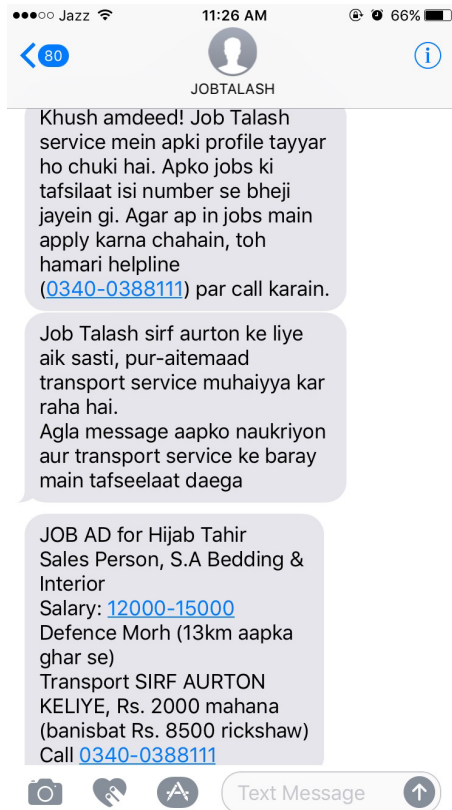 Jazz 11:26 AM 66%
80
JOBTALASH
Khush amdeed! Job Talash
service mein apki profile tayyar
ho chuki hai. Apko jobs ki
tafsilaat isi number se bheji
jayein gi. Agar ap in jobs main
apply karna chahain, toh
hamari helpline
(0340-0388111) par call karain.
Job Talash sirf aurton ke liye
aik sasti, pur-aitemaad
transport service muhaiyya kar
raha hai.
Agla message aapko naukriyon
aur transport service ke baray
main tafseelaat daega
JOB AD for Hijab Tahir
Sales Person, S.A Bedding &
Interior
Salary: 12000-15000
Defence Morh (13km aapka
ghar se)
Transport SIRF AURTON
KELIYE, Rs. 2000 mahana
(banisbat Rs. 8500 rickshaw)
Call 0340-0388111
Text Message